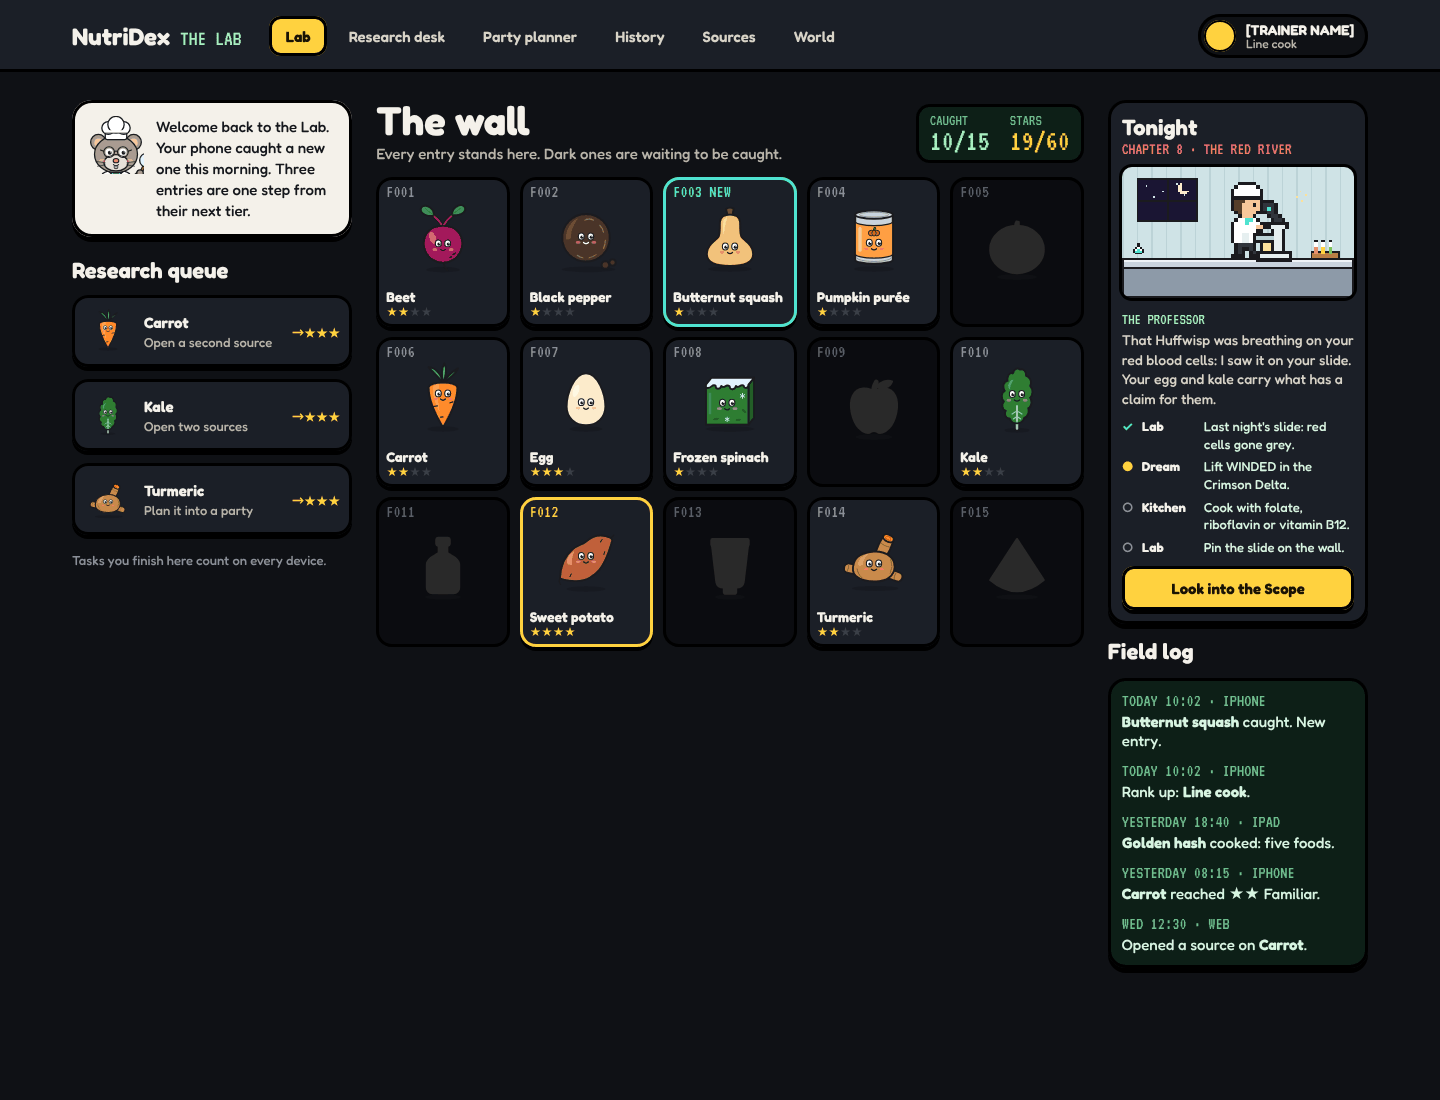 NutriDex THE LAB
Lab
Research desk
Party planner
History
Sources
World
[TRAINER NAME]
Line cook
Welcome back to the Lab.
Your phone caught a new
one this morning. Three
entries are one step from
their next tier.
Research queue
Carrot
Open a second source
→★★★
Kale
Open two sources
→★★★
Turmeric
Plan it into a party
→★★★
Tasks you finish here count on every device.
The wall
Every entry stands here. Dark ones are waiting to be caught.
CAUGHT
10/15
STARS
19/60
F001
Beet
★★★★
F002
Black pepper
★★★★
F003 NEW
Butternut squash
★★★★
F004
Pumpkin purée
★★★★
F005
F006
Carrot
★★★★
F007
Egg
★★★★
F008
Frozen spinach
★★★★
F009
F010
Kale
★★★★
F011
F012
Sweet potato
★★★★
F013
F014
Turmeric
★★★★
F015
Tonight
CHAPTER 8 · THE RED RIVER
THE PROFESSOR
That Huffwisp was breathing on your
red blood cells: I saw it on your slide.
Your egg and kale carry what has a
claim for them.
✓ Lab Last night's slide: red
cells gone grey.
Dream Lift WINDED in the
Crimson Delta.
Kitchen Cook with folate,
riboflavin or vitamin B12.
Lab Pin the slide on the wall.
Look into the Scope
Field log
TODAY 10:02 · IPHONE
Butternut squash caught. New
entry.
TODAY 10:02 · IPHONE
Rank up: Line cook.
YESTERDAY 18:40 · IPAD
Golden hash cooked: five foods.
YESTERDAY 08:15 · IPHONE
Carrot reached ★★ Familiar.
WED 12:30 · WEB
Opened a source on Carrot.